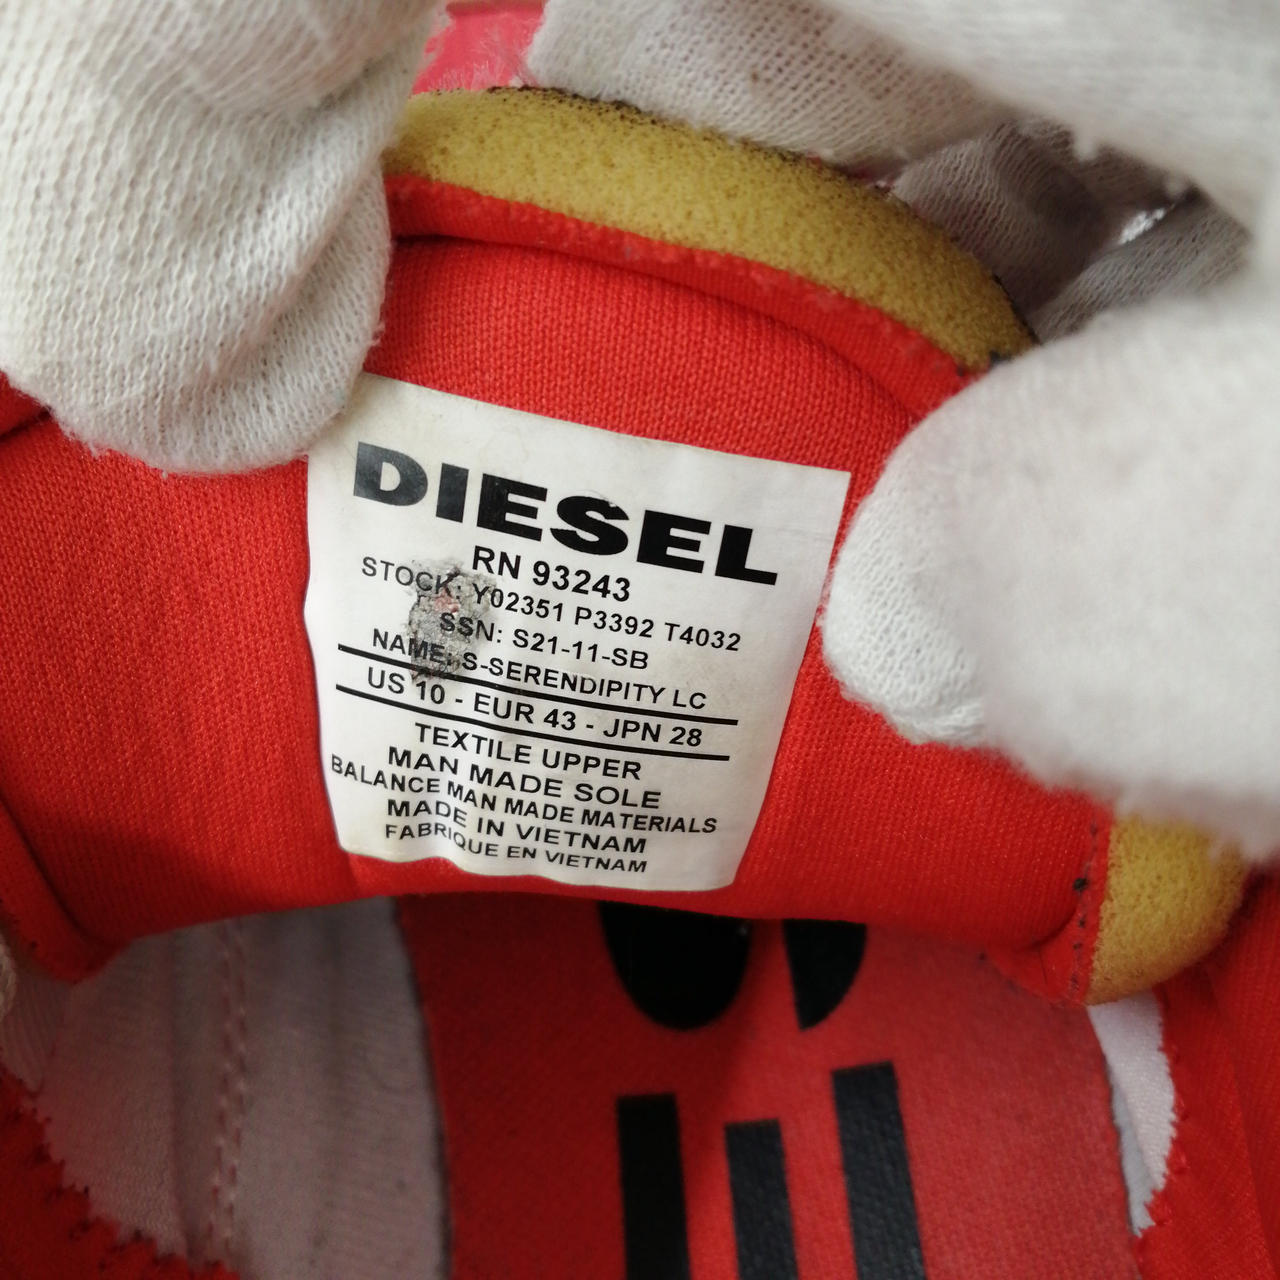 DIESEL
RN 93243
STOCK: Y02351 P3392 T4032
SSN: S21-11-SB
NAME: S-SERENDIPITY LC
US 10 - EUR 43 - JPN 28
TEXTILE UPPER
MAN MADE SOLE
BALANCE MAN MADE MATERIALS
MADE IN VIETNAM
FABRIQUE EN VIETNAM